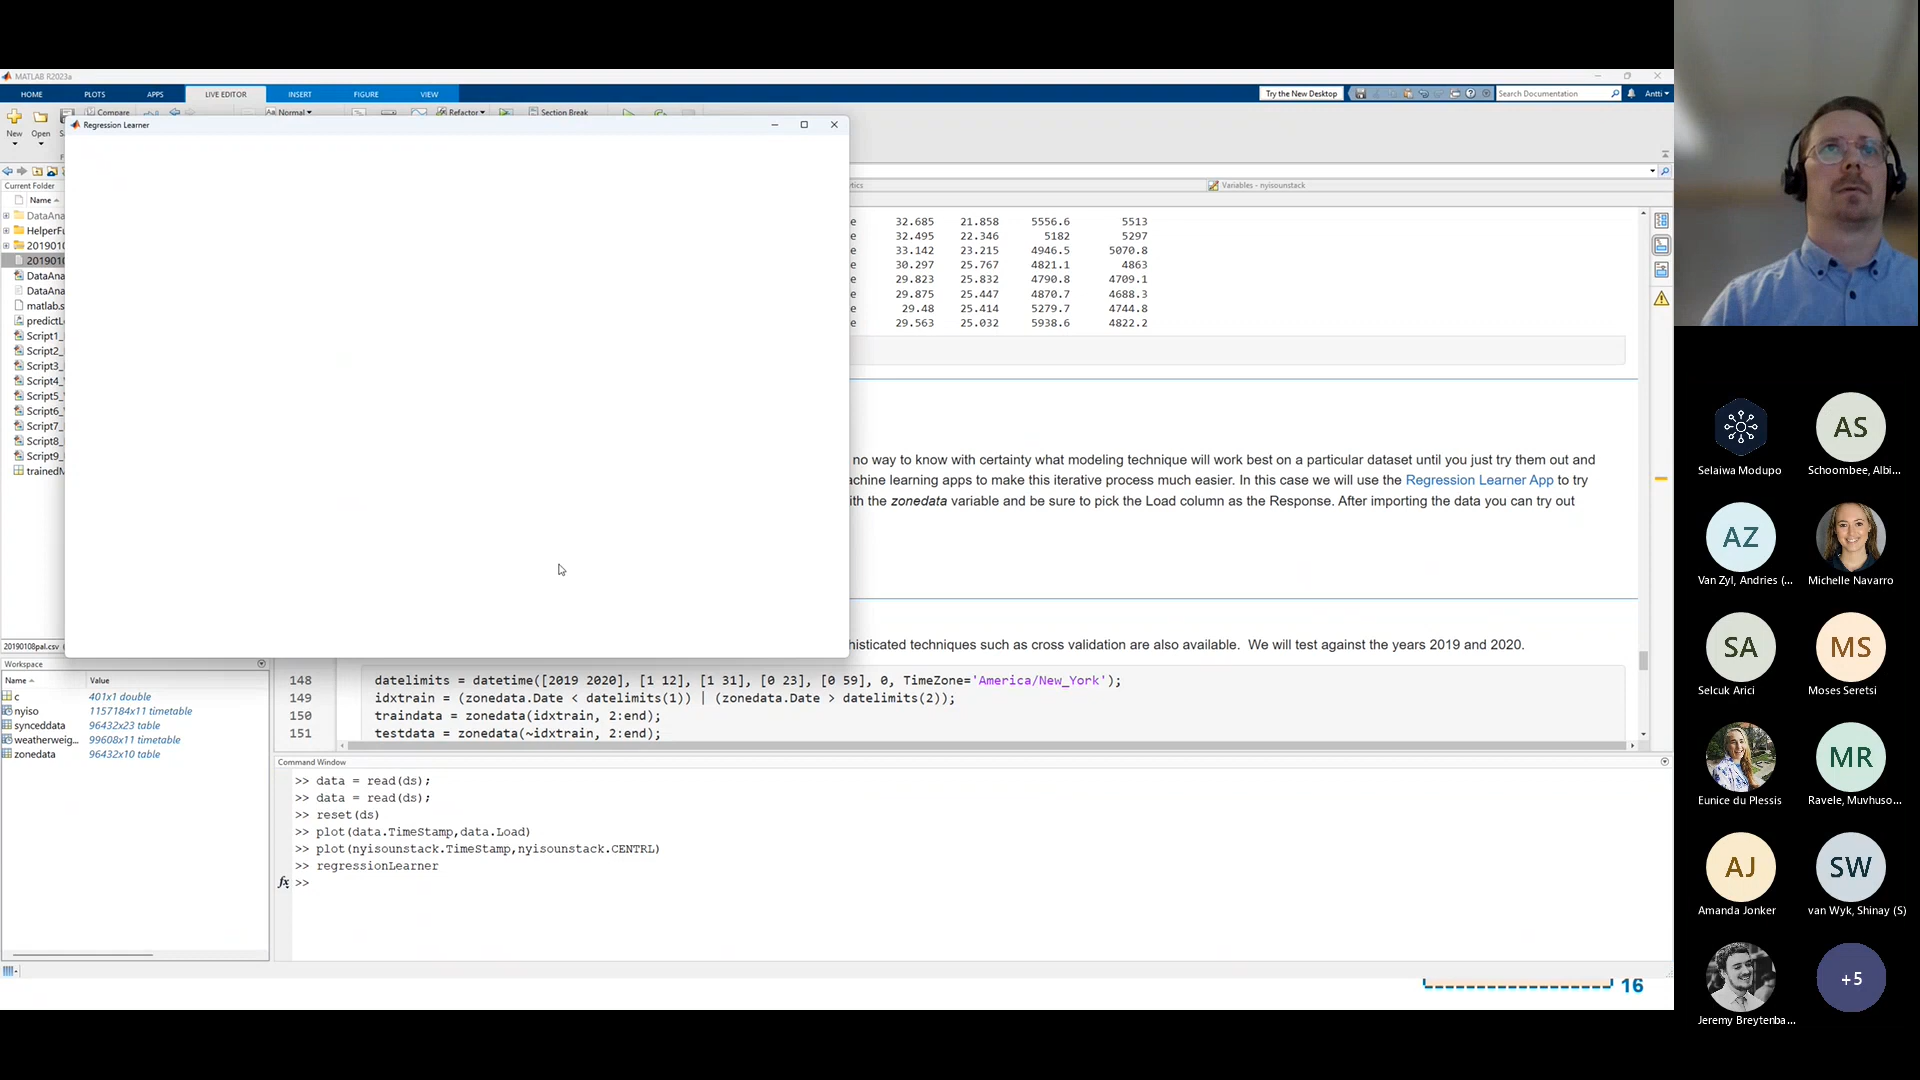 MATLAB R2023a
HOME
PLOTS
APPS
LIVE EDITOR
INSERT
FIGURE
VIEW
Try the New Desktop
Search Documentation
Antti
New
Open
Compare
Normal
Refactor
Section Break
Regression Learner
Current Folder
Name
Variables - nyisounstack
DataAna
HelperFu
2019010
2019010
DataAna
DataAna
matlab.s
predictL
Script1_
Script2_
Script3_
Script4_
Script5_
Script6_
Script7_
Script8_
Script9_
trainedM
e 32.685 21.858 5556.6 5513
e 32.495 22.346 5182 5297
e 33.142 23.215 4946.5 5070.8
e 30.297 25.767 4821.1 4863
e 29.823 25.832 4790.8 4709.1
e 29.875 25.447 4870.7 4688.3
e 29.48 25.414 5279.7 4744.8
e 29.563 25.032 5938.6 4822.2
no way to know with certainty what modeling technique will work best on a particular dataset until you just try them out and
achine learning apps to make this iterative process much easier. In this case we will use the Regression Learner App to try
ith the zonedata variable and be sure to pick the Load column as the Response. After importing the data you can try out
histicated techniques such as cross validation are also available. We will test against the years 2019 and 2020.
148 datelimits = datetime([2019 2020], [1 12], [1 31], [0 23], [0 59], 0, TimeZone='America/New_York');
149 idxtrain = (zonedata.Date < datelimits(1)) | (zonedata.Date > datelimits(2));
150 traindata = zonedata(idxtrain, 2:end);
151 testdata = zonedata(~idxtrain, 2:end);
20190108pal.csv
Workspace
Name Value
c 401x1 double
nyiso 1157184x11 timetable
synceddata 96432x23 table
weatherweig... 99608x11 timetable
zonedata 96432x10 table
Command Window
>> data = read(ds);
>> data = read(ds);
>> reset(ds)
>> plot(data.TimeStamp,data.Load)
>> plot(nyisounstack.TimeStamp,nyisounstack.CENTRL)
>> regressionLearner
fx >>
16
Selaiwa Modupo
AS
Schoombee, Albi...
AZ
Van Zyl, Andries (...
Michelle Navarro
SA
Selcuk Arici
MS
Moses Seretsi
Eunice du Plessis
MR
Ravele, Muvhuso...
AJ
Amanda Jonker
SW
van Wyk, Shinay (S)
Jeremy Breytenba...
+5